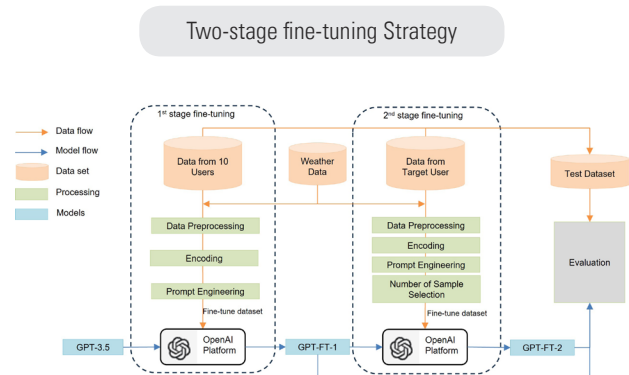 Two-stage fine-tuning Strategy
1st stage fine-tuning
2nd stage fine-tuning
Data flow
Model flow
Data set
Processing
Models
Data from 10
Users
Weather
Data
Data from
Target User
Test Dataset
Data Preprocessing
Encoding
Prompt Engineering
Fine-tune dataset
Data Preprocessing
Encoding
Prompt Engineering
Number of Sample
Selection
Fine-tune dataset
Evaluation
GPT-3.5
OpenAI
Platform
GPT-FT-1
OpenAI
Platform
GPT-FT-2